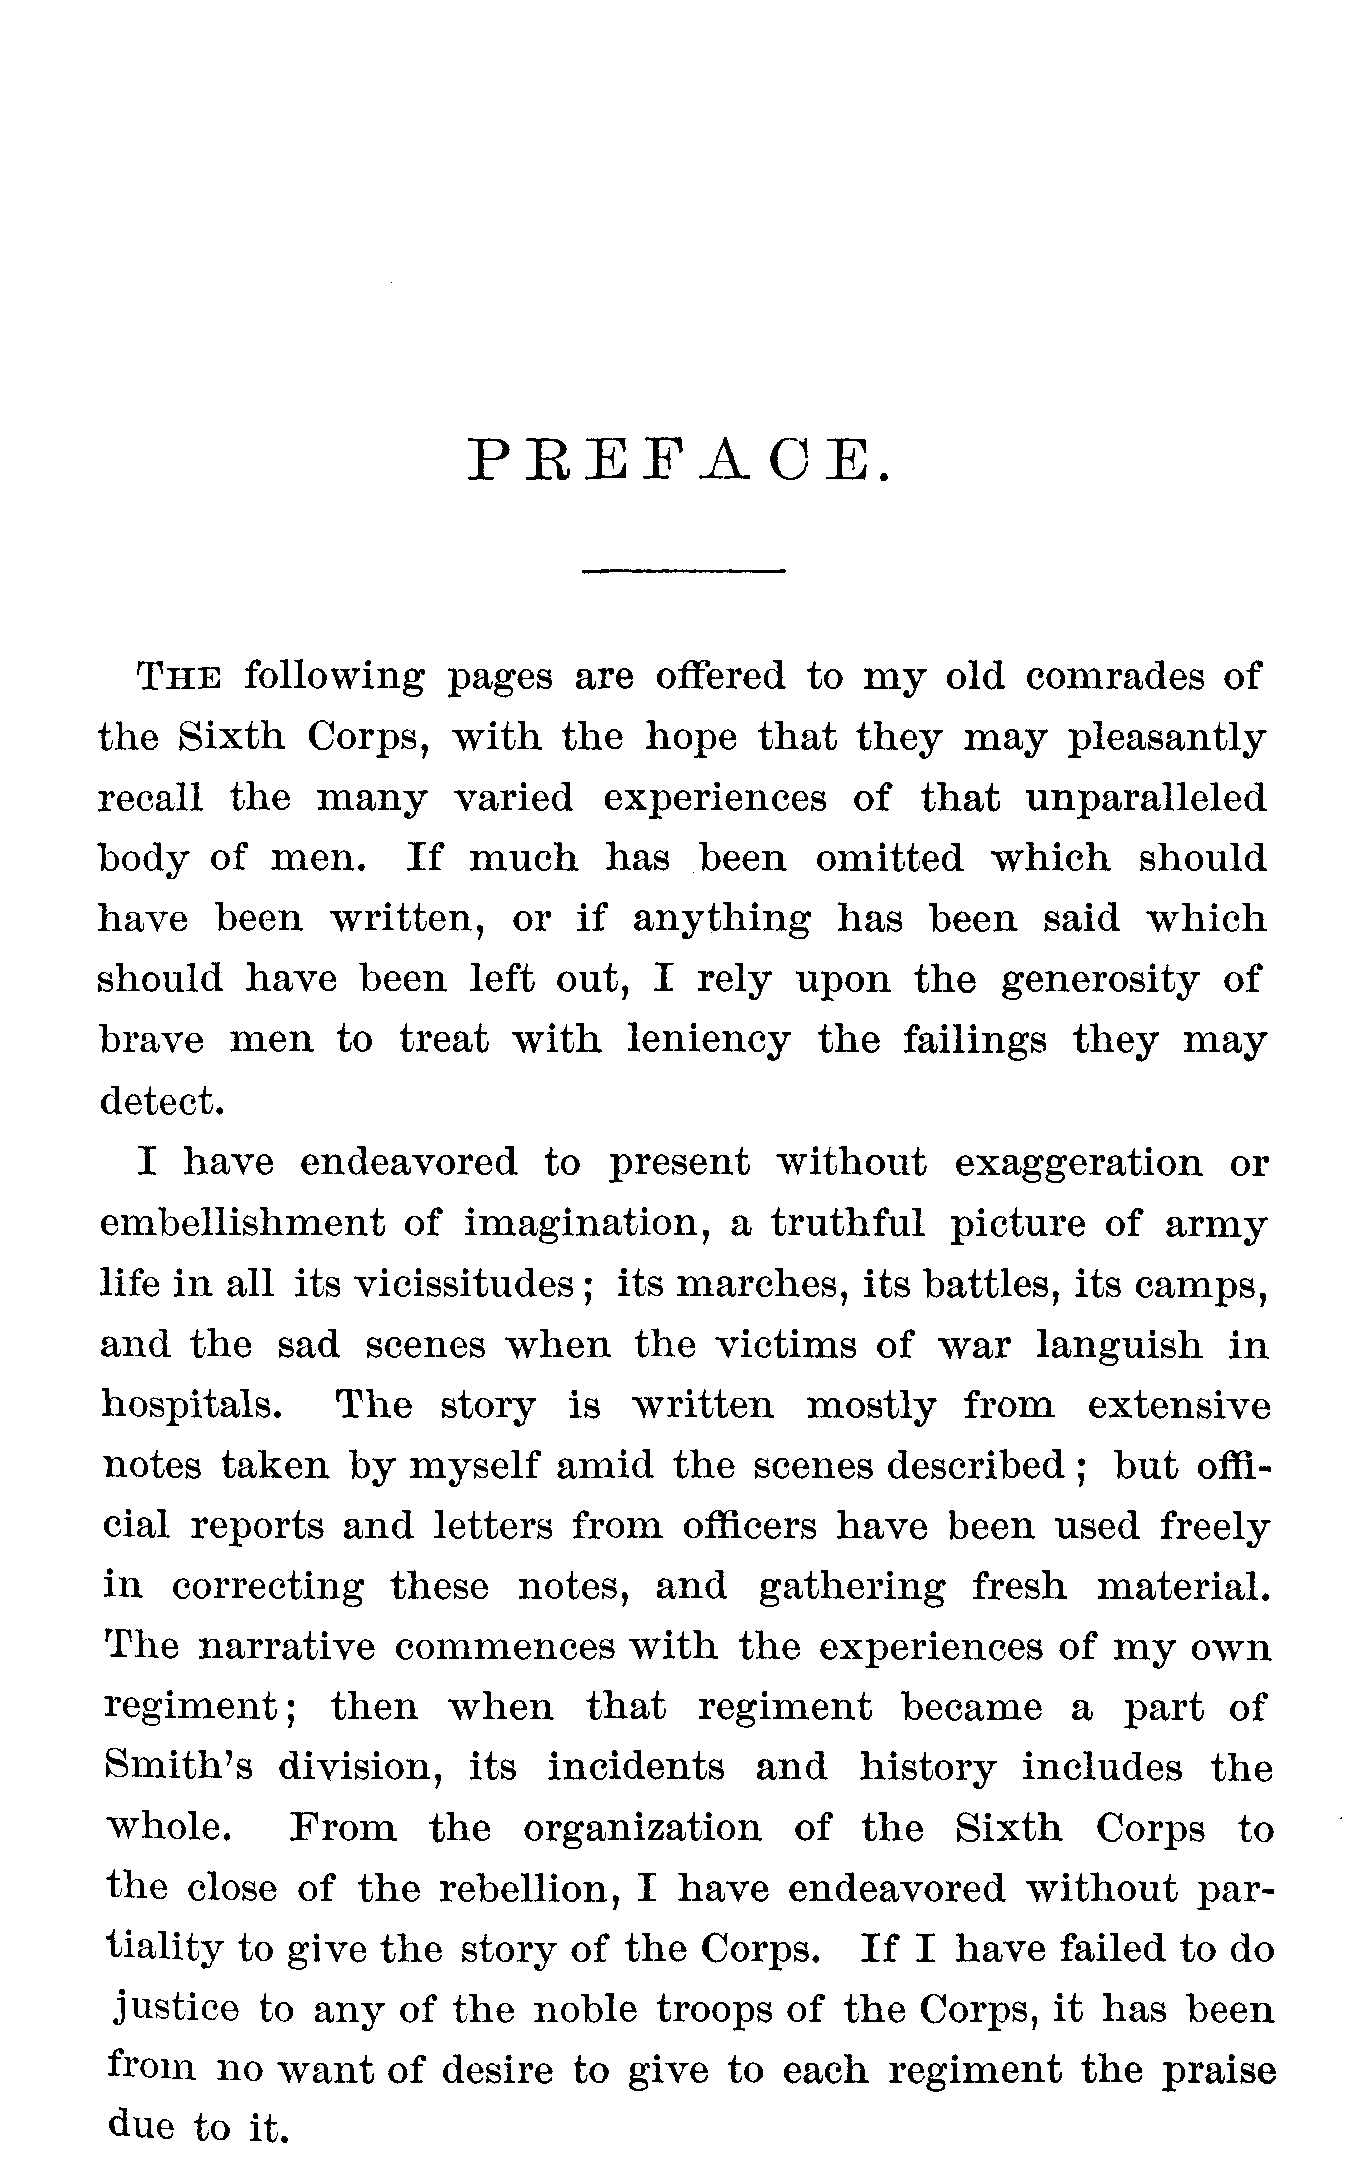 PREFACE.
THE following pages are offered to my old comrades of
the Sixth Corps, with the hope that they may pleasantly
recall the many varied experiences of that unparalleled
body of men. If much has been omitted which should
have been written, or if anything has been said which
should have been left out, I rely upon the generosity of
brave men to treat with leniency the failings they may
detect.
I have endeavored to present without exaggeration or
embellishment of imagination, a truthful picture of army
life in all its vicissitudes; its marches, its battles, its camps,
and the sad scenes when the victims of war languish in
hospitals. The story is written mostly from extensive
notes taken by myself amid the scenes described; but offi-
cial reports and letters from officers have been used freely
in correcting these notes, and gathering fresh material.
The narrative commences with the experiences of my own
regiment; then when that regiment became a part of
Smith's division, its incidents and history includes the
whole. From the organization of the Sixth Corps to
the close of the rebellion, I have endeavored without par-
tiality to give the story of the Corps. If I have failed to do
justice to any of the noble troops of the Corps, it has been
from no want of desire to give to each regiment the praise
due to it.